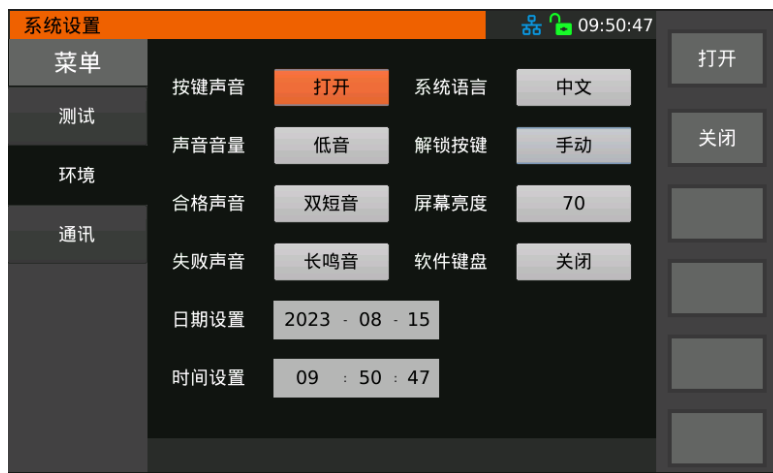 系统设置 09:50:47
菜单
测试
环境
通讯
按键声音 打开 系统语言 中文
声音音量 低音 解锁按键 手动
合格声音 双短音 屏幕亮度 70
失败声音 长鸣音 软件键盘 关闭
日期设置 2023 - 08 - 15
时间设置 09 : 50 : 47
打开
关闭